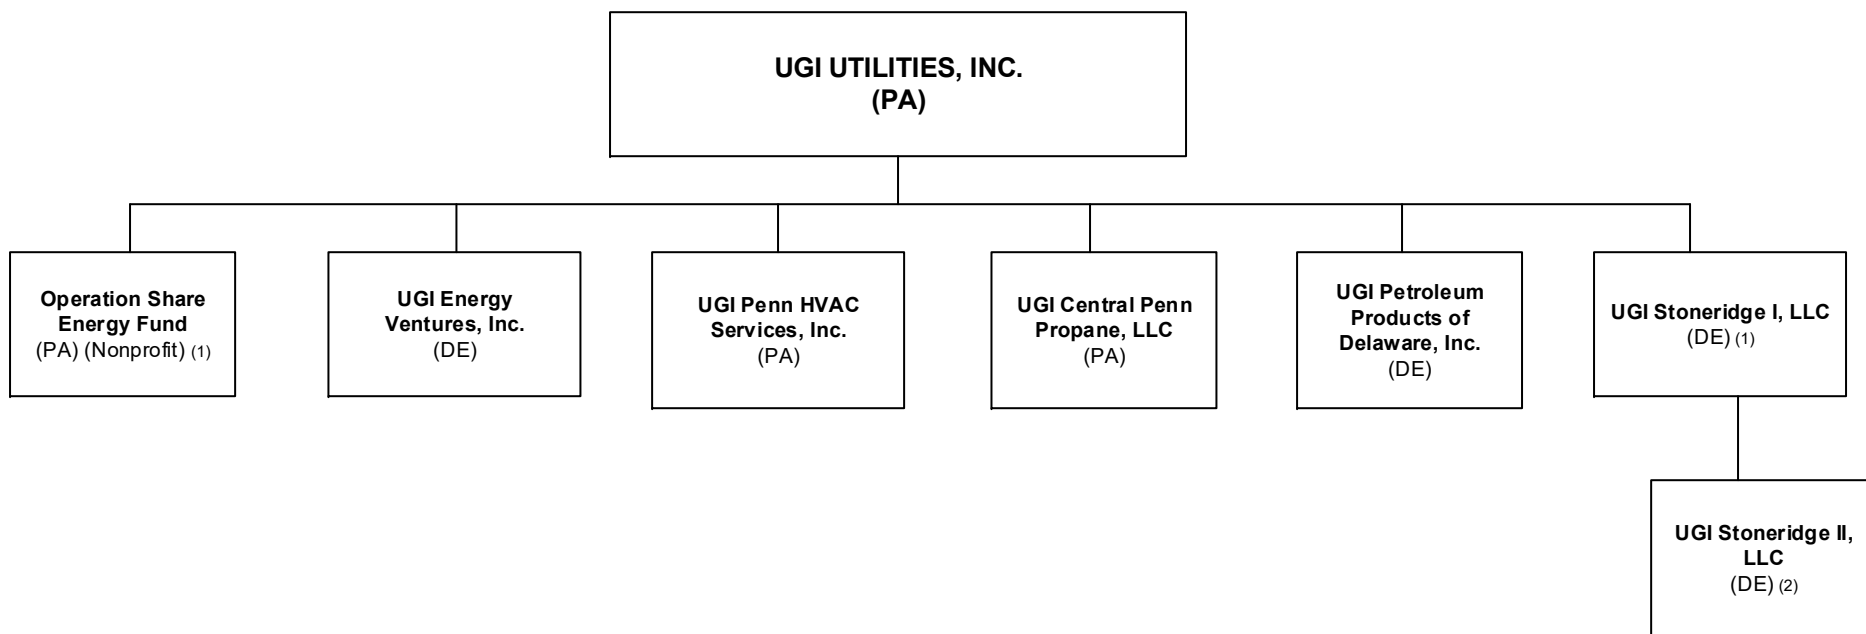 UGI UTILITIES, INC.
(PA)
Operation Share
Energy Fund
(PA) (Nonprofit) (1)
UGI Energy
Ventures, Inc.
(DE)
UGI Penn HVAC
Services, Inc.
(PA)
UGI Central Penn
Propane, LLC
(PA)
UGI Petroleum
Products of
Delaware, Inc.
(DE)
UGI Stoneridge I, LLC
(DE) (1)
UGI Stoneridge II,
LLC
(DE) (2)